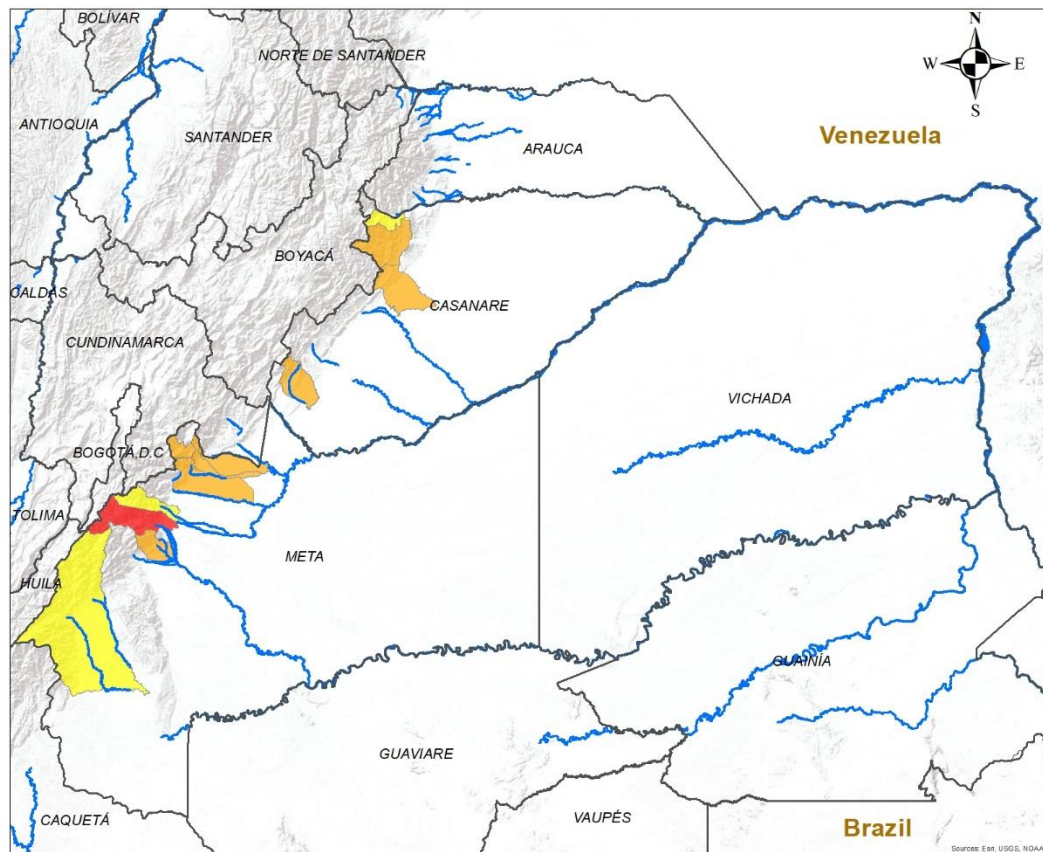 BOLÍVAR
N
NORTE DE SANTANDER
W
E
S
ANTIOQUIA
SANTANDER
ARAUCA
Venezuela
BOYACÁ
CALDAS
CASANARE
CUNDINAMARCA
VICHADA
BOGOTÁ.D.C
TOLIMA
META
HUILA
GUAINÍA
GUAVIARE
CAQUETÁ
VAUPÉS
Brazil
Sources: Esri, USGS, NOAA